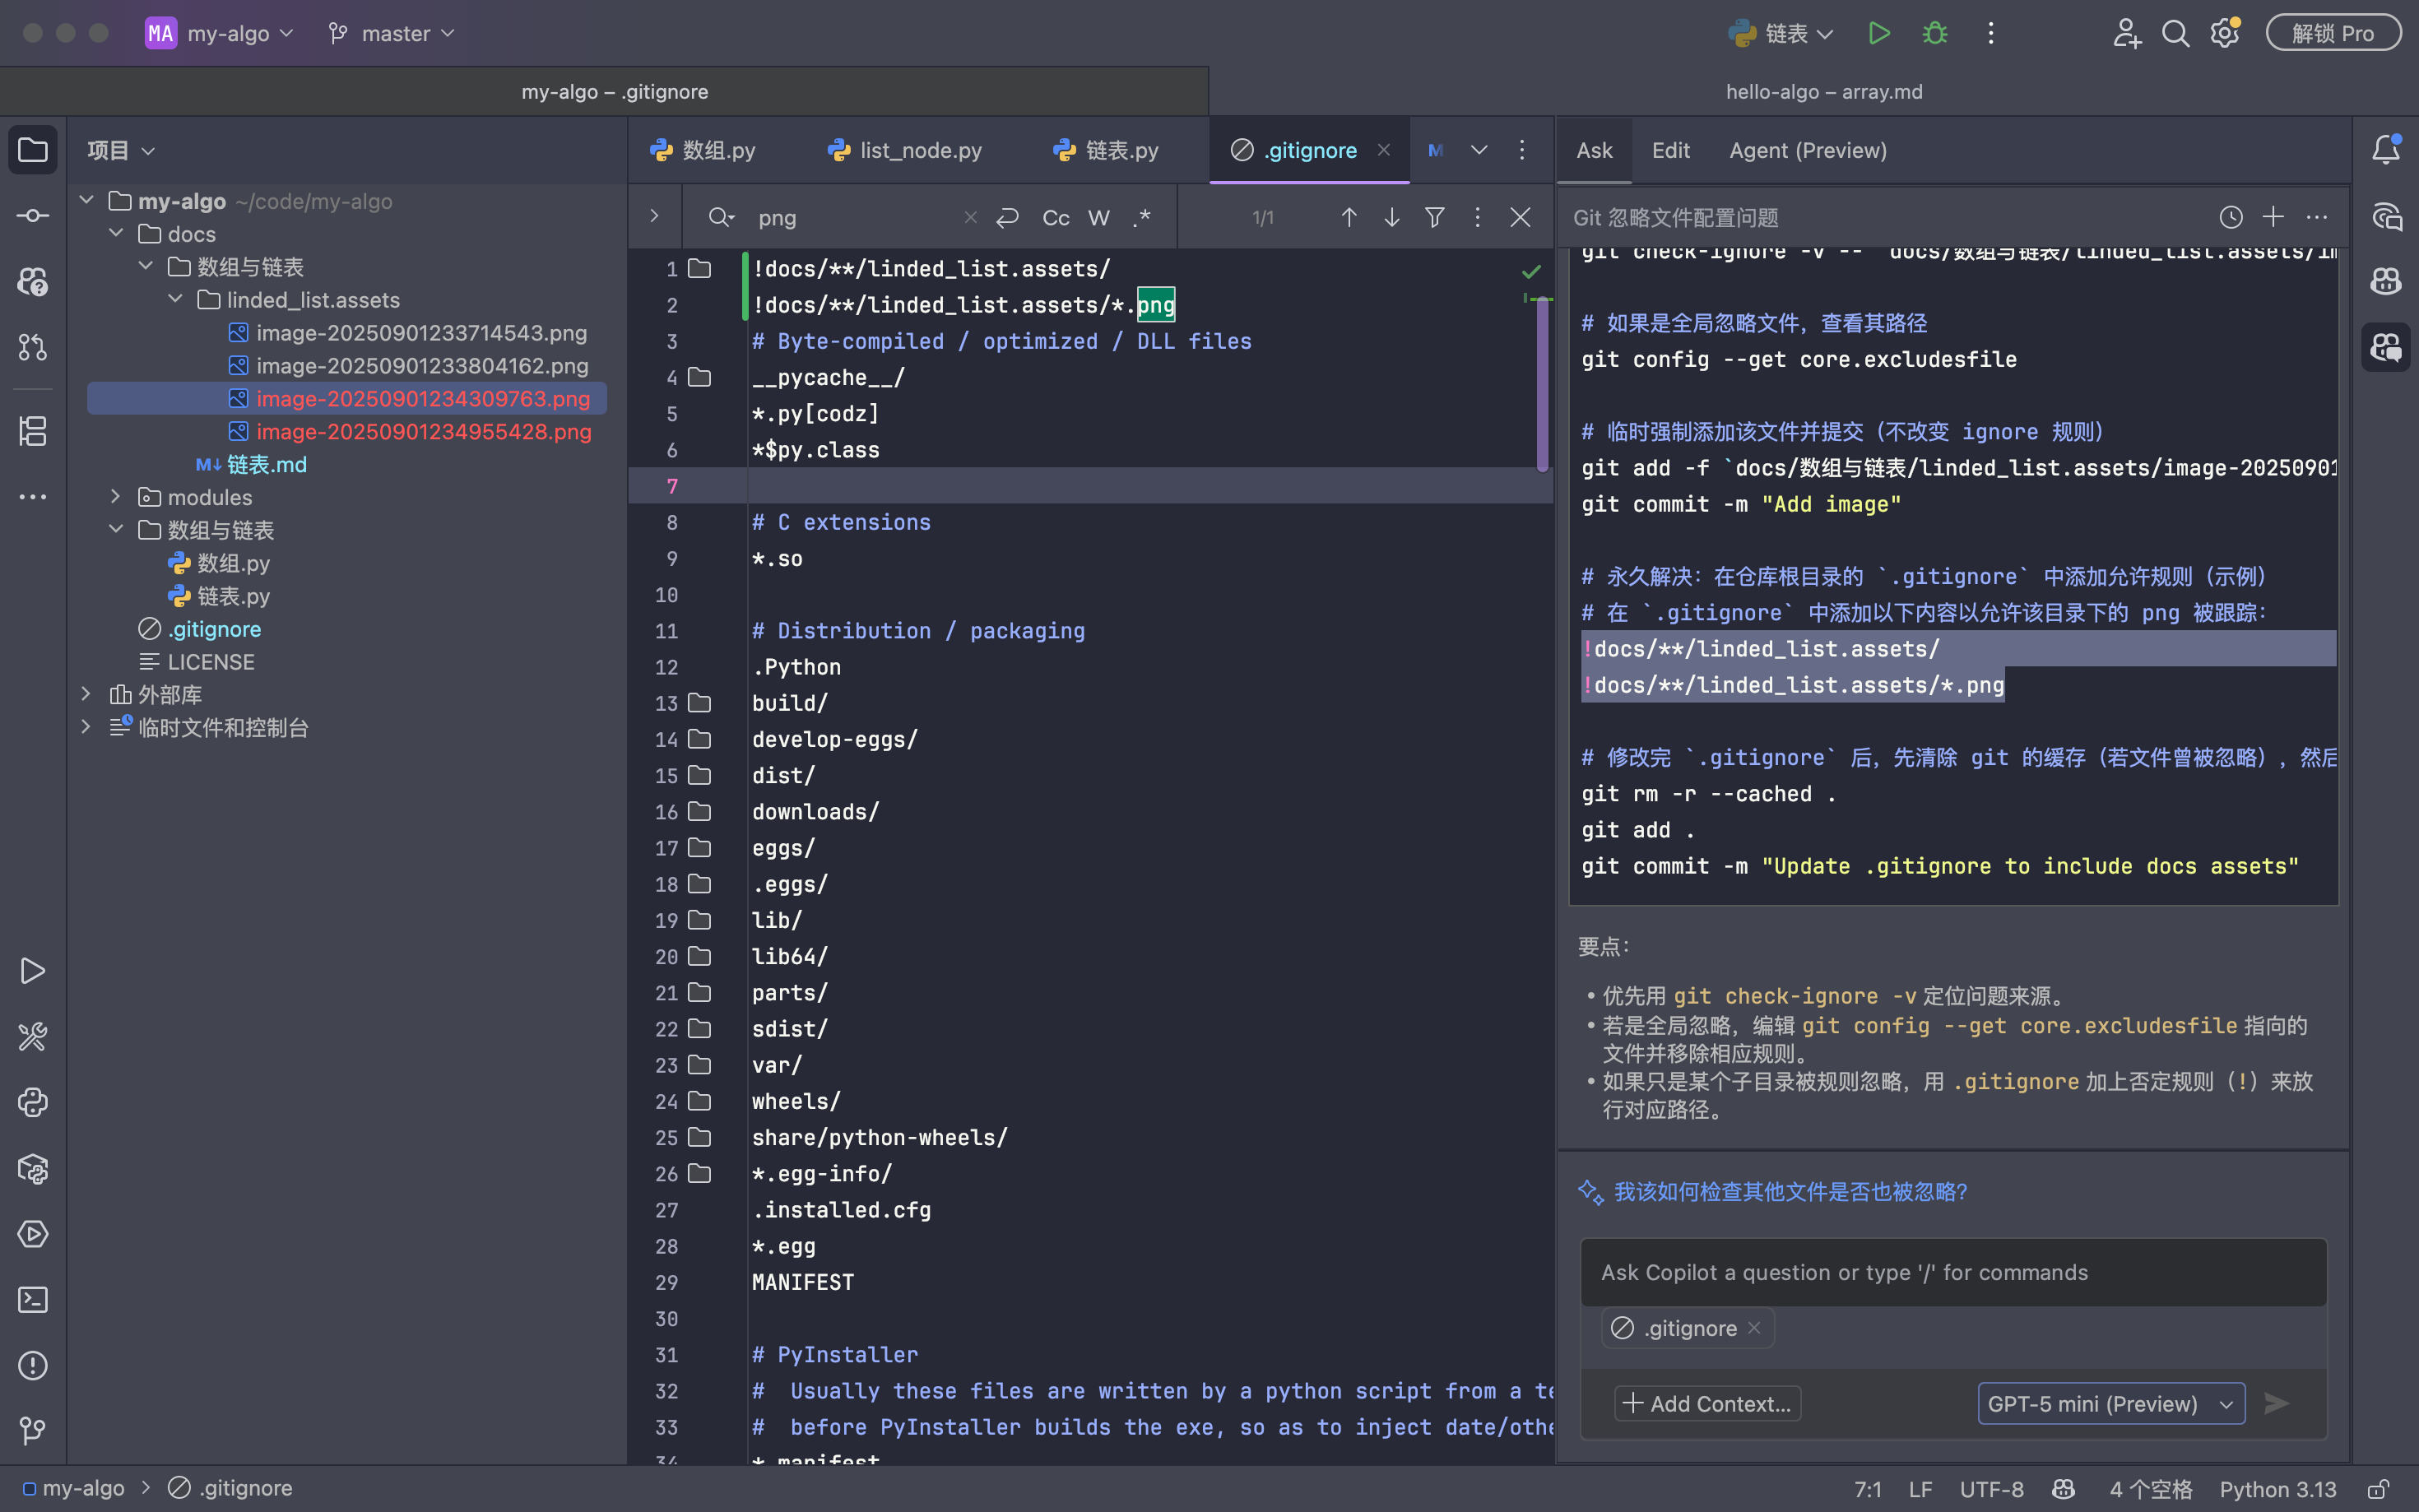 MA my-algo master 链表 解锁 Pro
my-algo – .gitignore
hello-algo – array.md
项目
my-algo ~/code/my-algo
docs
数组与链表
linded_list.assets
image-20250901233714543.png
image-20250901233804162.png
image-20250901234309763.png
image-20250901234955428.png
M↓ 链表.md
modules
数组与链表
数组.py
链表.py
.gitignore
LICENSE
外部库
临时文件和控制台
数组.py list_node.py 链表.py .gitignore M
png Cc W .* 1/1
1 !docs/**/linded_list.assets/
2 !docs/**/linded_list.assets/*.png
3 # Byte-compiled / optimized / DLL files
4 __pycache__/
5 *.py[codz]
6 *$py.class
7
8 # C extensions
9 *.so
10
11 # Distribution / packaging
12 .Python
13 build/
14 develop-eggs/
15 dist/
16 downloads/
17 eggs/
18 .eggs/
19 lib/
20 lib64/
21 parts/
22 sdist/
23 var/
24 wheels/
25 share/python-wheels/
26 *.egg-info/
27 .installed.cfg
28 *.egg
29 MANIFEST
30
31 # PyInstaller
32 #  Usually these files are written by a python script from a te
33 #  before PyInstaller builds the exe, so as to inject date/othe
34 *.manifest
Ask Edit Agent (Preview)
Git 忽略文件配置问题
git check-ignore -v -- `docs/数组与链表/linded_list.assets/im
# 如果是全局忽略文件，查看其路径
git config --get core.excludesfile
# 临时强制添加该文件并提交（不改变 ignore 规则）
git add -f `docs/数组与链表/linded_list.assets/image-20250901
git commit -m "Add image"
# 永久解决：在仓库根目录的 `.gitignore` 中添加允许规则（示例）
# 在 `.gitignore` 中添加以下内容以允许该目录下的 png 被跟踪：
!docs/**/linded_list.assets/
!docs/**/linded_list.assets/*.png
# 修改完 `.gitignore` 后，先清除 git 的缓存（若文件曾被忽略），然后
git rm -r --cached .
git add .
git commit -m "Update .gitignore to include docs assets"
要点：
• 优先用 git check-ignore -v 定位问题来源。
• 若是全局忽略，编辑 git config --get core.excludesfile 指向的
文件并移除相应规则。
• 如果只是某个子目录被规则忽略，用 .gitignore 加上否定规则（!）来放
行对应路径。
我该如何检查其他文件是否也被忽略?
Ask Copilot a question or type '/' for commands
.gitignore
Add Context...
GPT-5 mini (Preview)
my-algo > .gitignore
7:1 LF UTF-8 4 个空格 Python 3.13